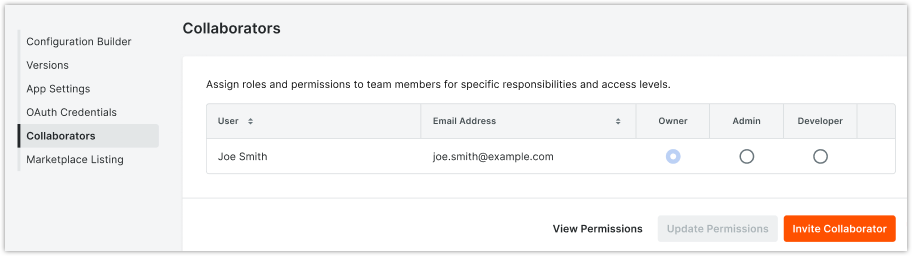 Collaborators
Configuration Builder
Versions
App Settings
OAuth Credentials
Collaborators
Marketplace Listing
Assign roles and permissions to team members for specific responsibilities and access levels.
User Email Address Owner Admin Developer
Joe Smith joe.smith@example.com
View Permissions Update Permissions Invite Collaborator